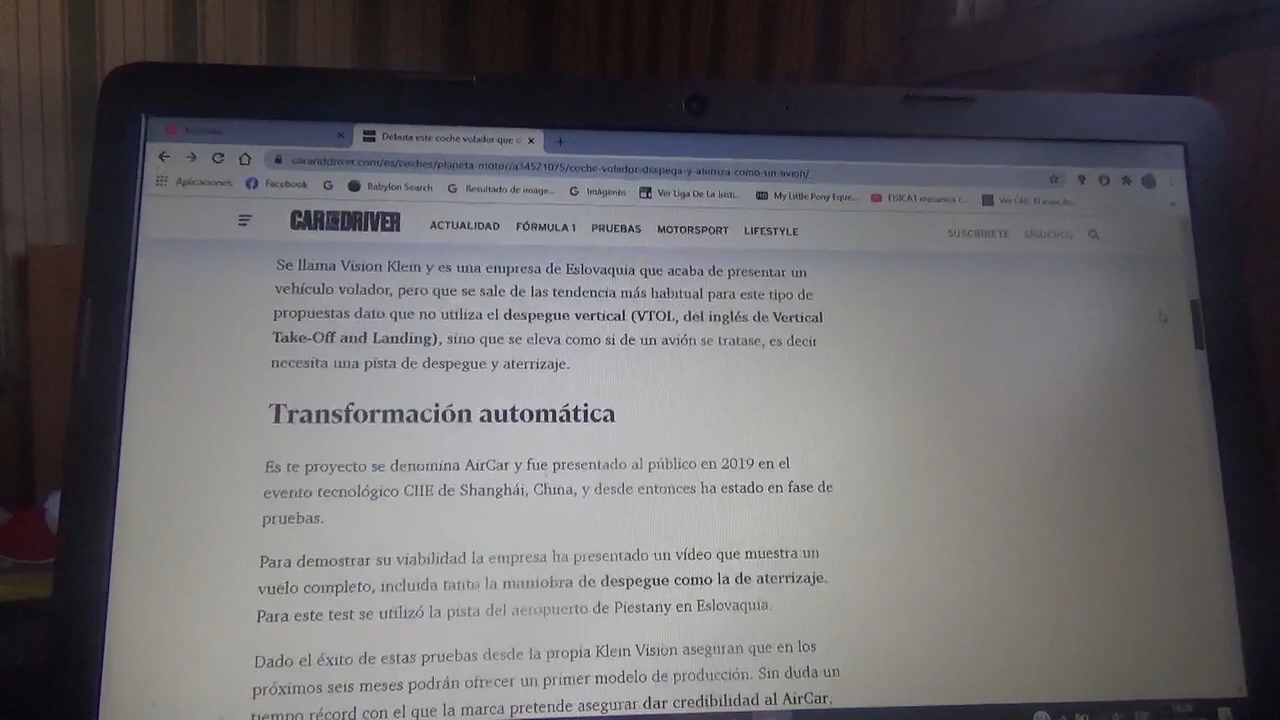 Debuta este coche volador que
caranddriver.com/es/coches/planeta-motor/a34521075/coche-volador-despega-y-aterriza-como-un-avion/
Aplicaciones Facebook Babylon Search Resultado de image... Imágenes Ver Liga De La Justi... My Little Pony Eque... FISICA1 mecanica c...
CAR AND DRIVER ACTUALIDAD FÓRMULA 1 PRUEBAS MOTORSPORT LIFESTYLE SUSCRÍBETE SÍGUENOS
Se llama Vision Klein y es una empresa de Eslovaquia que acaba de presentar un
vehículo volador, pero que se sale de las tendencia más habitual para este tipo de
propuestas dato que no utiliza el despegue vertical (VTOL, del inglés de Vertical
Take-Off and Landing), sino que se eleva como si de un avión se tratase, es decir
necesita una pista de despegue y aterrizaje.
Transformación automática
Es te proyecto se denomina AirCar y fue presentado al público en 2019 en el
evento tecnológico CIIE de Shanghái, China, y desde entonces ha estado en fase de
pruebas.
Para demostrar su viabilidad la empresa ha presentado un vídeo que muestra un
vuelo completo, incluida tanto la maniobra de despegue como la de aterrizaje.
Para este test se utilizó la pista del aeropuerto de Piestany en Eslovaquia.
Dado el éxito de estas pruebas desde la propia Klein Vision aseguran que en los
próximos seis meses podrán ofrecer un primer modelo de producción. Sin duda un
tiempo récord con el que la marca pretende asegurar dar credibilidad al AirCar,